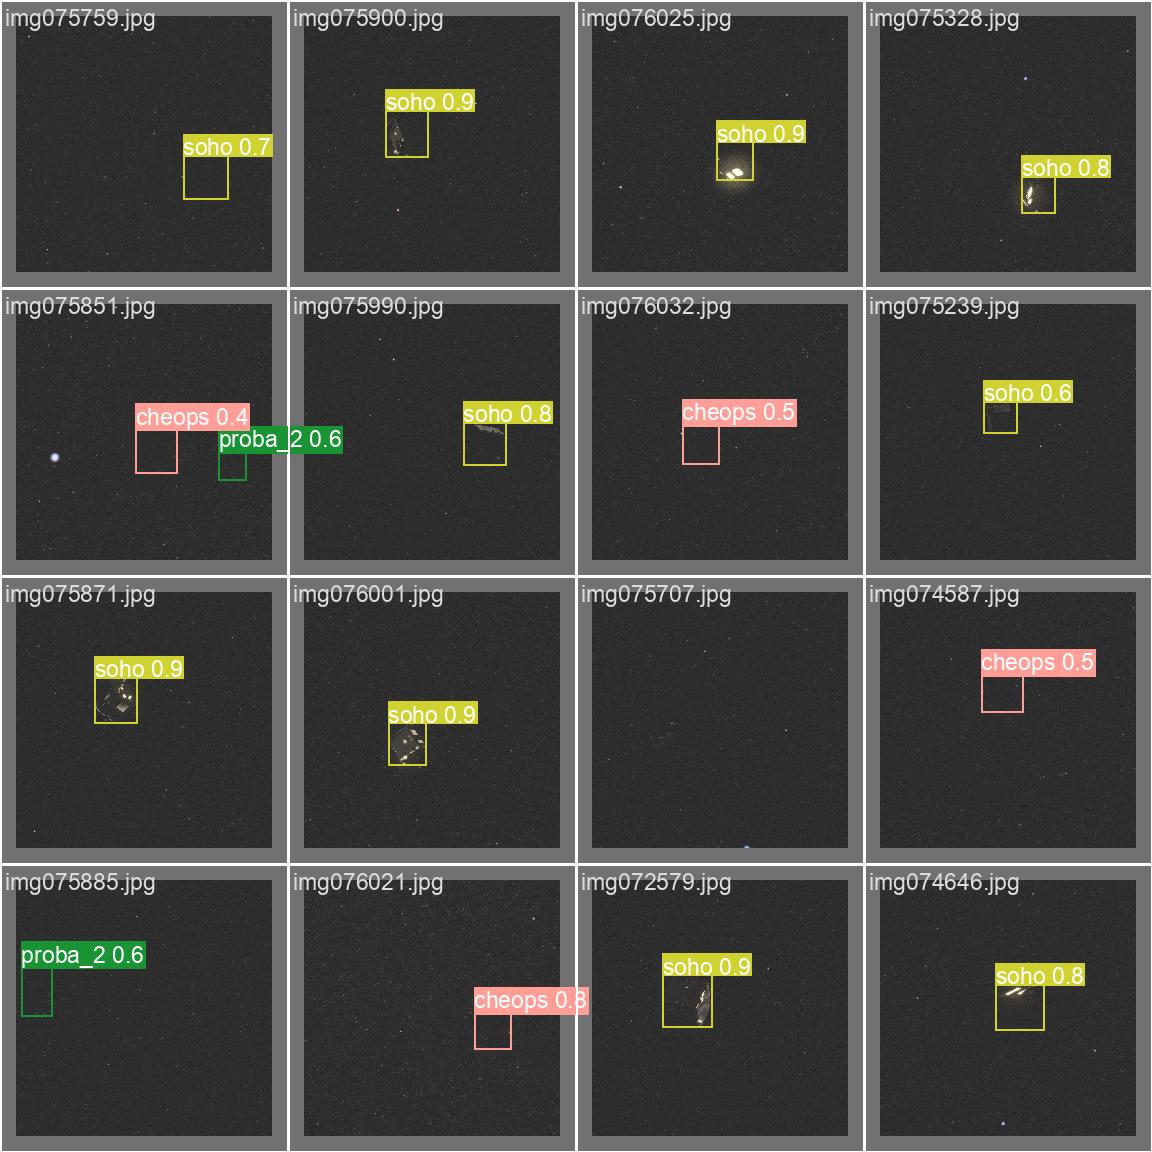 img075759.jpg
soho 0.7
img075900.jpg
soho 0.9
img076025.jpg
soho 0.9
img075328.jpg
soho 0.8
img075851.jpg
cheops 0.4
proba_2 0.6
img075990.jpg
soho 0.8
img076032.jpg
cheops 0.5
img075239.jpg
soho 0.6
img075871.jpg
soho 0.9
img076001.jpg
soho 0.9
img075707.jpg
img074587.jpg
cheops 0.5
img075885.jpg
proba_2 0.6
img076021.jpg
cheops 0.8
img072579.jpg
soho 0.9
img074646.jpg
soho 0.8